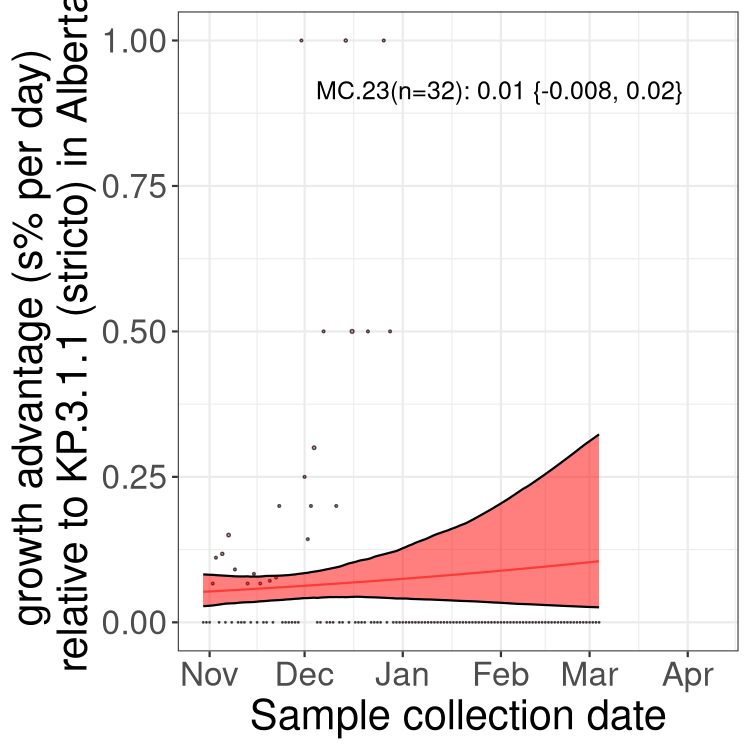 growth advantage (s% per day)
relative to KP.3.1.1 (stricto) in Alberta
1.00
MC.23(n=32): 0.01 {-0.008, 0.02}
0.75
0.50
0.25
0.00
Nov Dec Jan Feb Mar Apr
Sample collection date